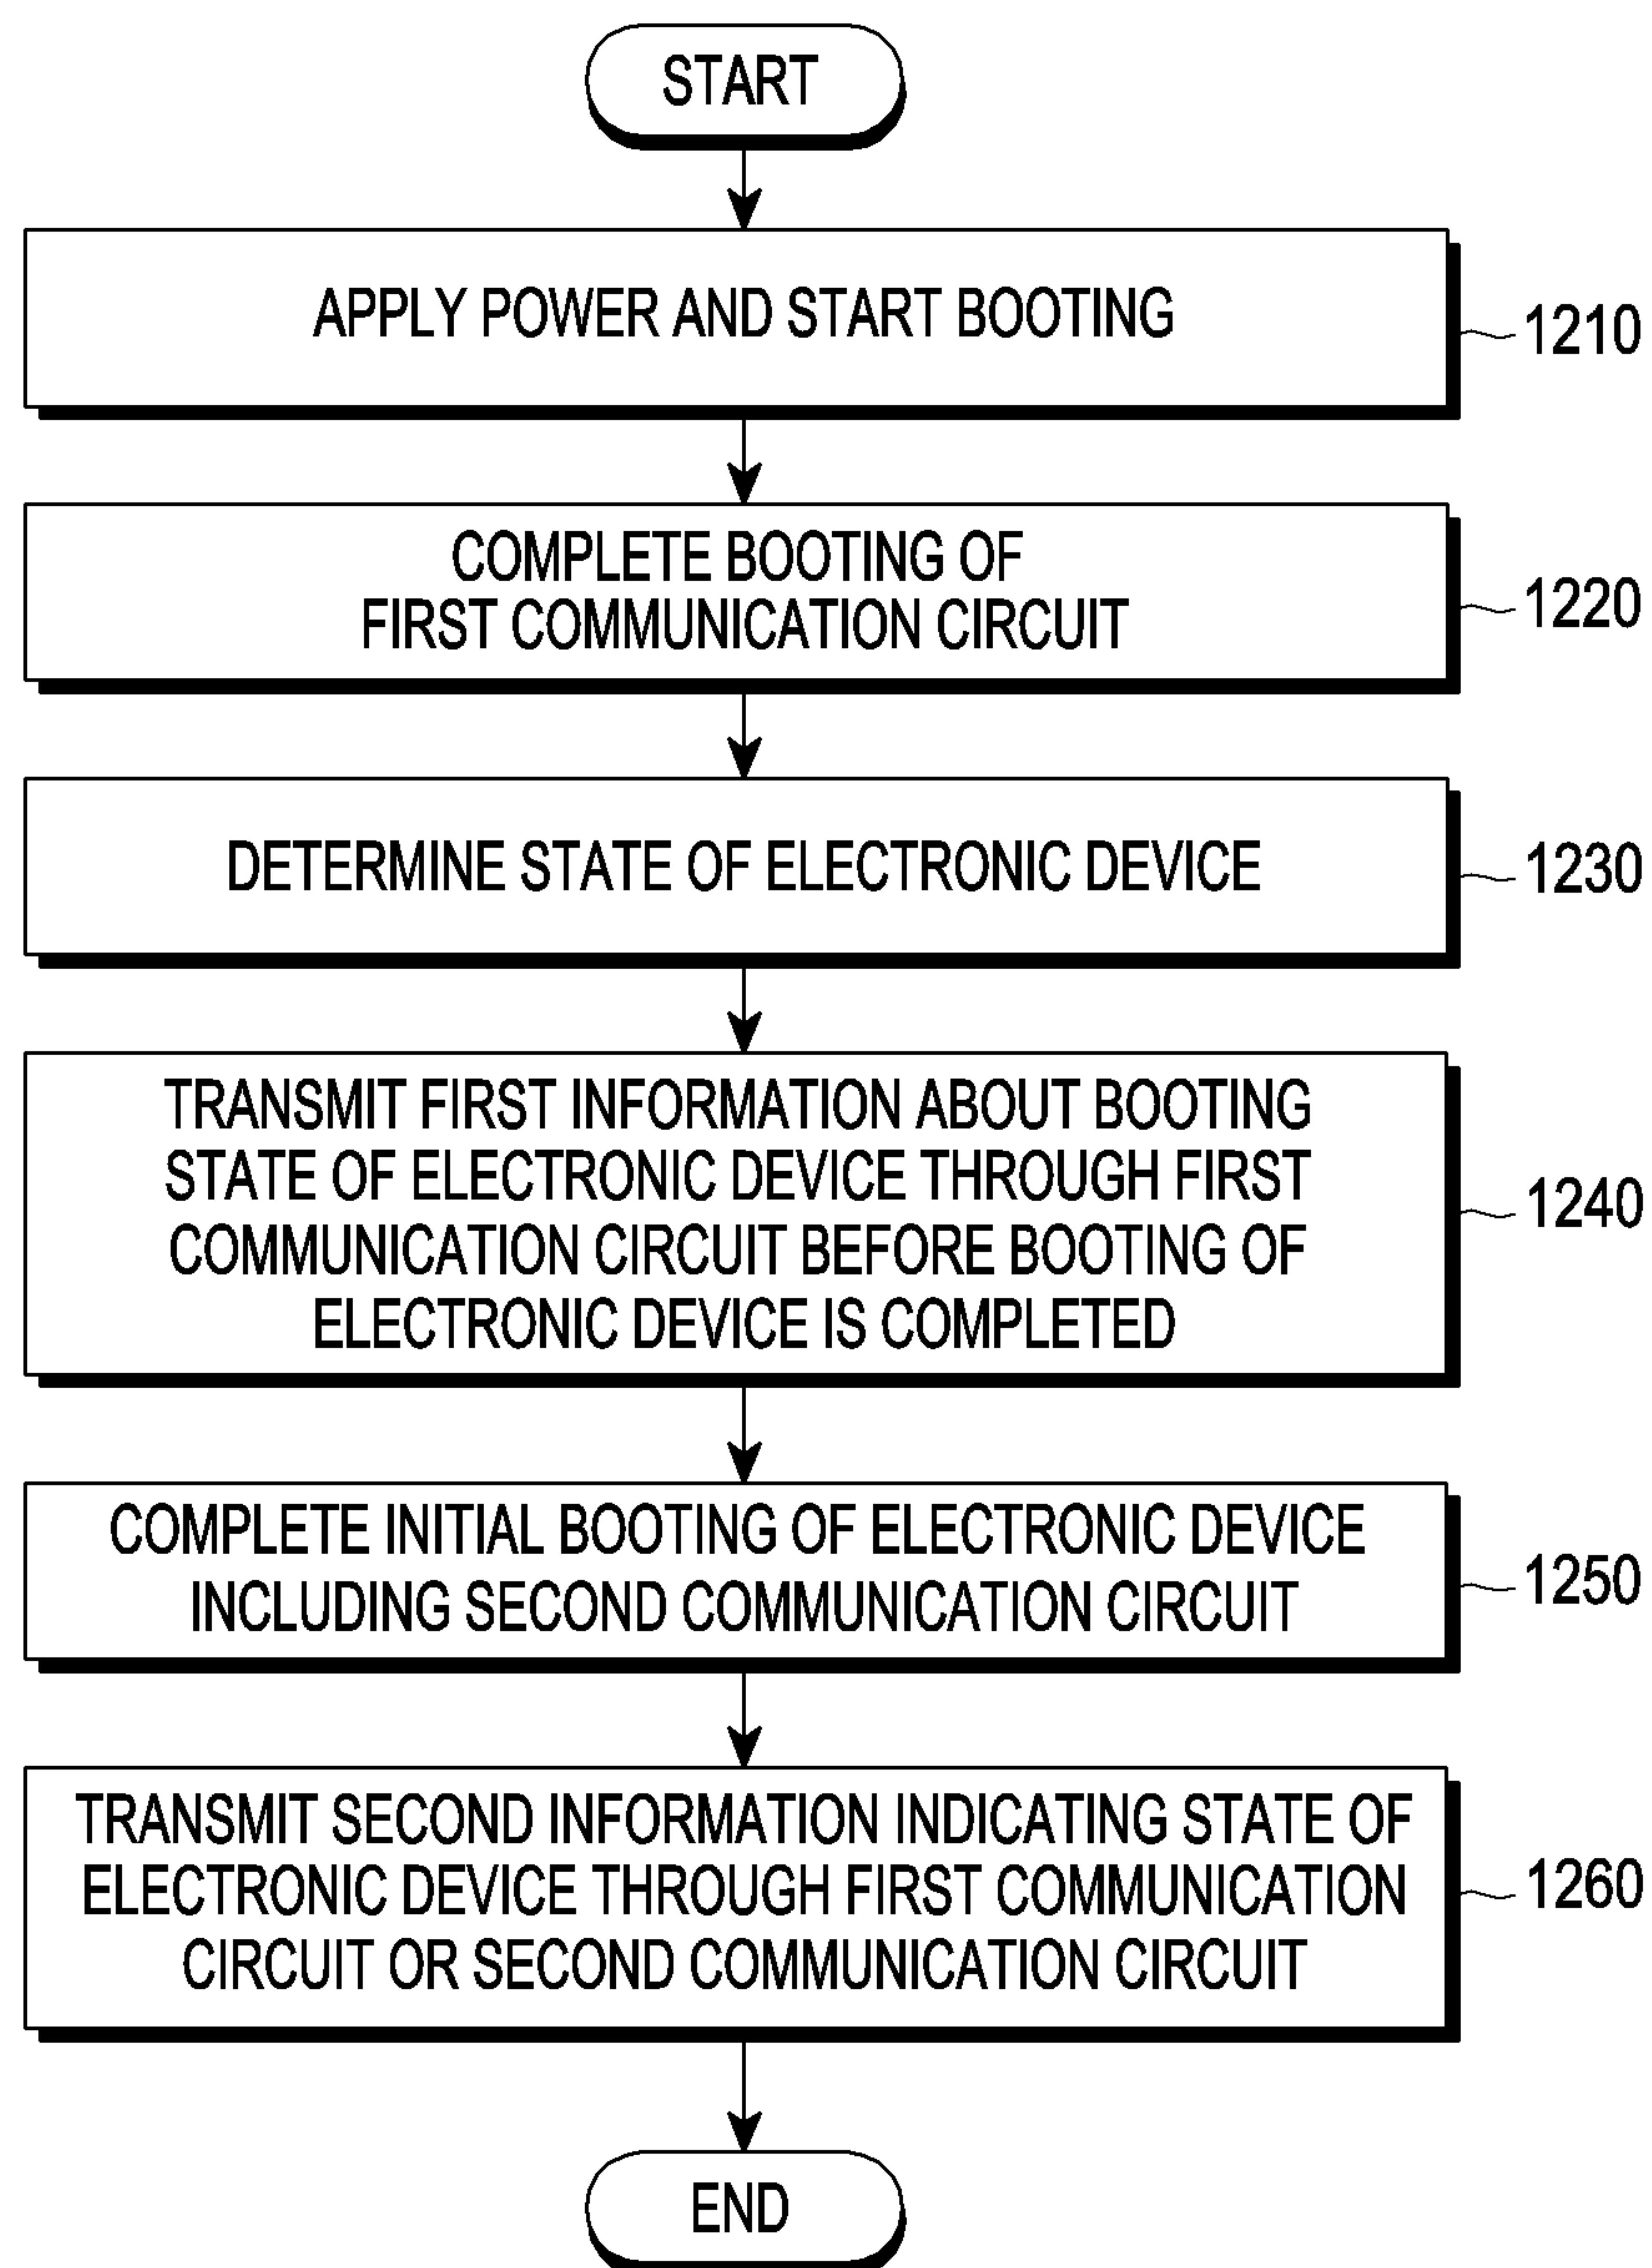 START
APPLY POWER AND START BOOTING
1210
COMPLETE BOOTING OF
FIRST COMMUNICATION CIRCUIT
1220
DETERMINE STATE OF ELECTRONIC DEVICE
1230
TRANSMIT FIRST INFORMATION ABOUT BOOTING
STATE OF ELECTRONIC DEVICE THROUGH FIRST
COMMUNICATION CIRCUIT BEFORE BOOTING OF
ELECTRONIC DEVICE IS COMPLETED
1240
COMPLETE INITIAL BOOTING OF ELECTRONIC DEVICE
INCLUDING SECOND COMMUNICATION CIRCUIT
1250
TRANSMIT SECOND INFORMATION INDICATING STATE OF
ELECTRONIC DEVICE THROUGH FIRST COMMUNICATION
CIRCUIT OR SECOND COMMUNICATION CIRCUIT
1260
END